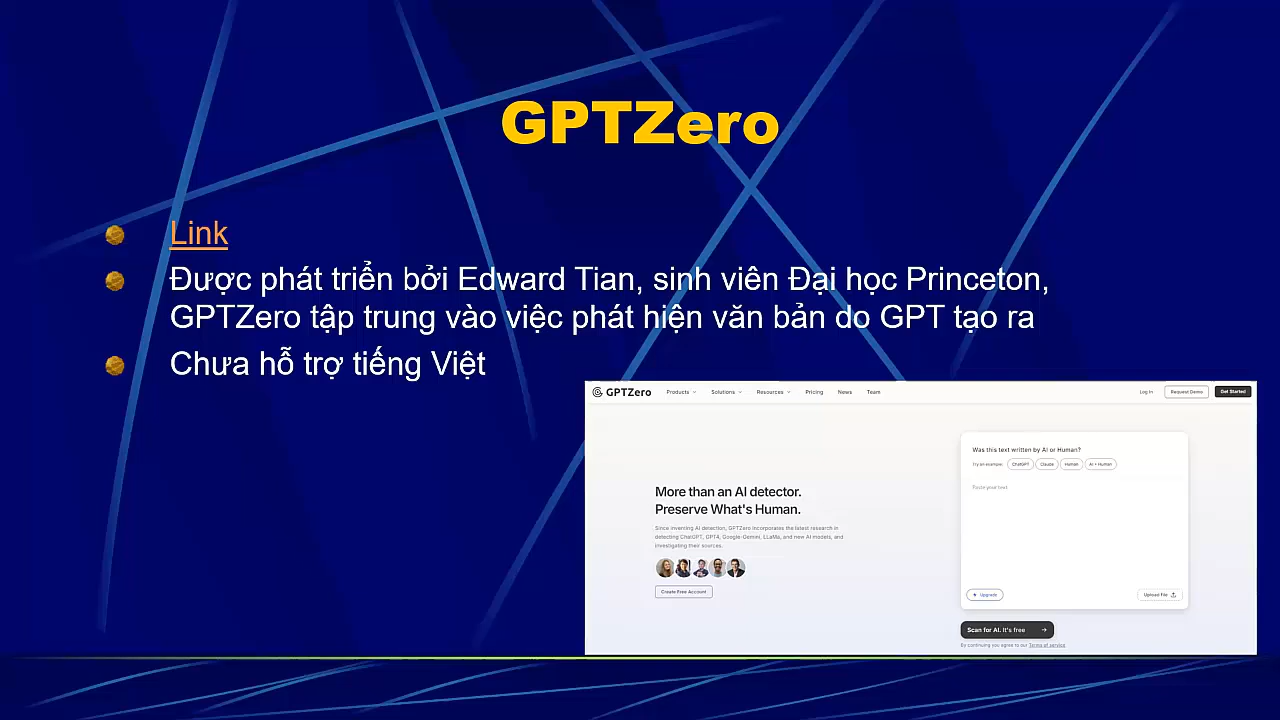 GPTZero
Link
Được phát triển bởi Edward Tian, sinh viên Đại học Princeton,
GPTZero tập trung vào việc phát hiện văn bản do GPT tạo ra
Chưa hỗ trợ tiếng Việt
GPTZero Products Solutions Resources Pricing News Team Log In Request Demo Get Started
Was this text written by AI or Human?
Try an example: ChatGPT Claude Human AI + Human
Paste your text
More than an AI detector.
Preserve What's Human.
Since inventing AI detection, GPTZero incorporates the latest research in
detecting ChatGPT, GPT4, Google-Gemini, LLaMa, and new AI models, and
investigating their sources.
Create Free Account
Upgrade Upload File
Scan for AI. It's free
By continuing you agree to our Terms of service